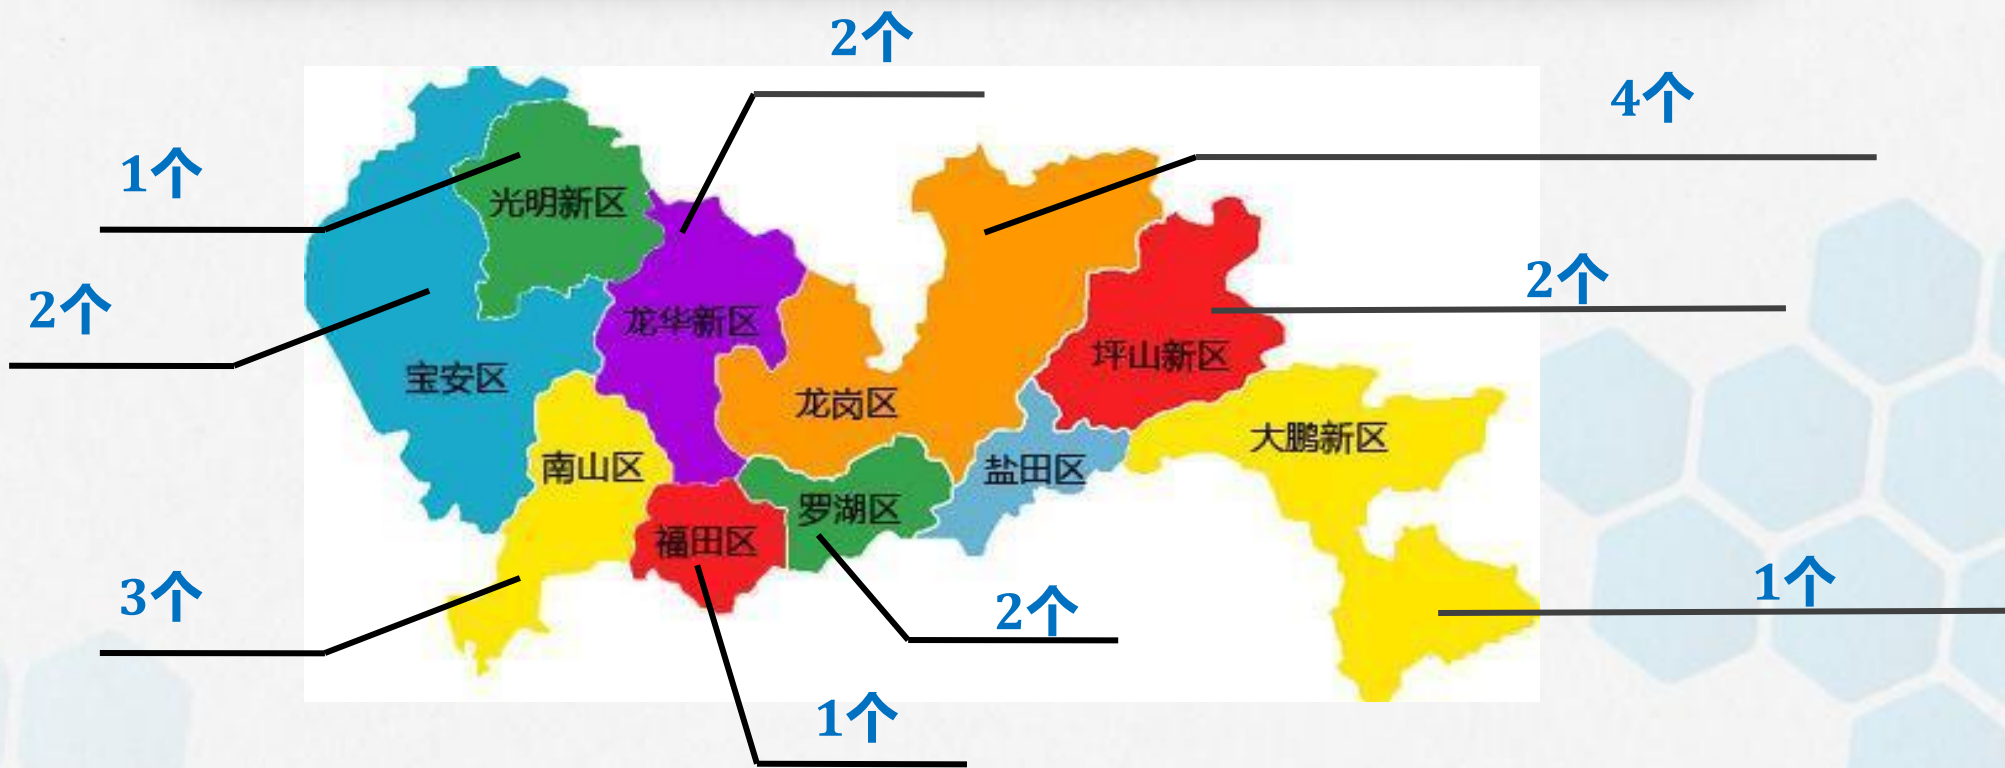 2个
4个
1个
光明新区
2个
2个
龙华新区
坪山新区
宝安区
龙岗区
大鹏新区
南山区
盐田区
罗湖区
福田区
3个
2个
1个
1个